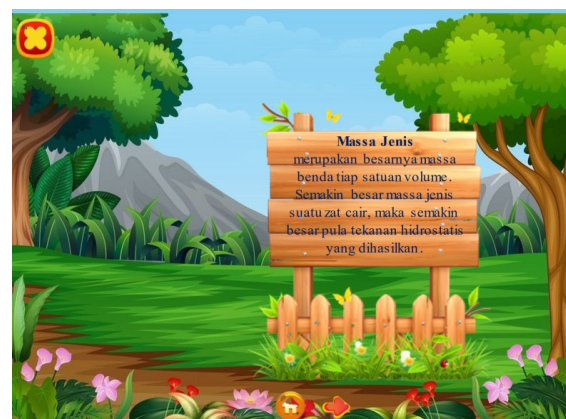 Massa Jenis
merupakan besarnya massa
benda tiap satuan volume.
Semakin besar massa jenis
suatu zat cair, maka semakin
besar pula tekanan hidrostatis
yang dihasilkan.